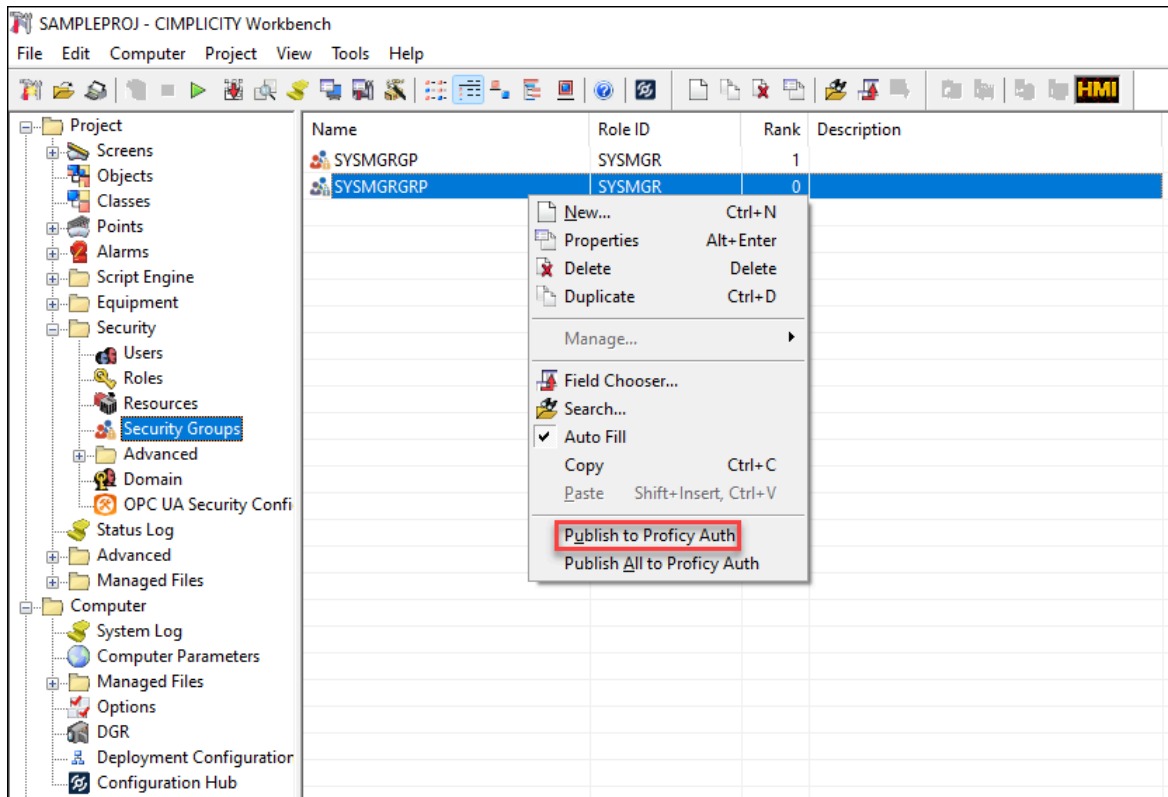 SAMPLEPROJ - CIMPLICITY Workbench
File Edit Computer Project View Tools Help
HMI
Project
Screens
Objects
Classes
Points
Alarms
Script Engine
Equipment
Security
Users
Roles
Resources
Security Groups
Advanced
Domain
OPC UA Security Confi
Status Log
Advanced
Managed Files
Computer
System Log
Computer Parameters
Managed Files
Options
DGR
Deployment Configuration
Configuration Hub
Name Role ID Rank Description
SYSMGRGP SYSMGR 1
SYSMGRGRP SYSMGR 0
New... Ctrl+N
Properties Alt+Enter
Delete Delete
Duplicate Ctrl+D
Manage...
Field Chooser...
Search...
Auto Fill
Copy Ctrl+C
Paste Shift+Insert, Ctrl+V
Publish to Proficy Auth
Publish All to Proficy Auth